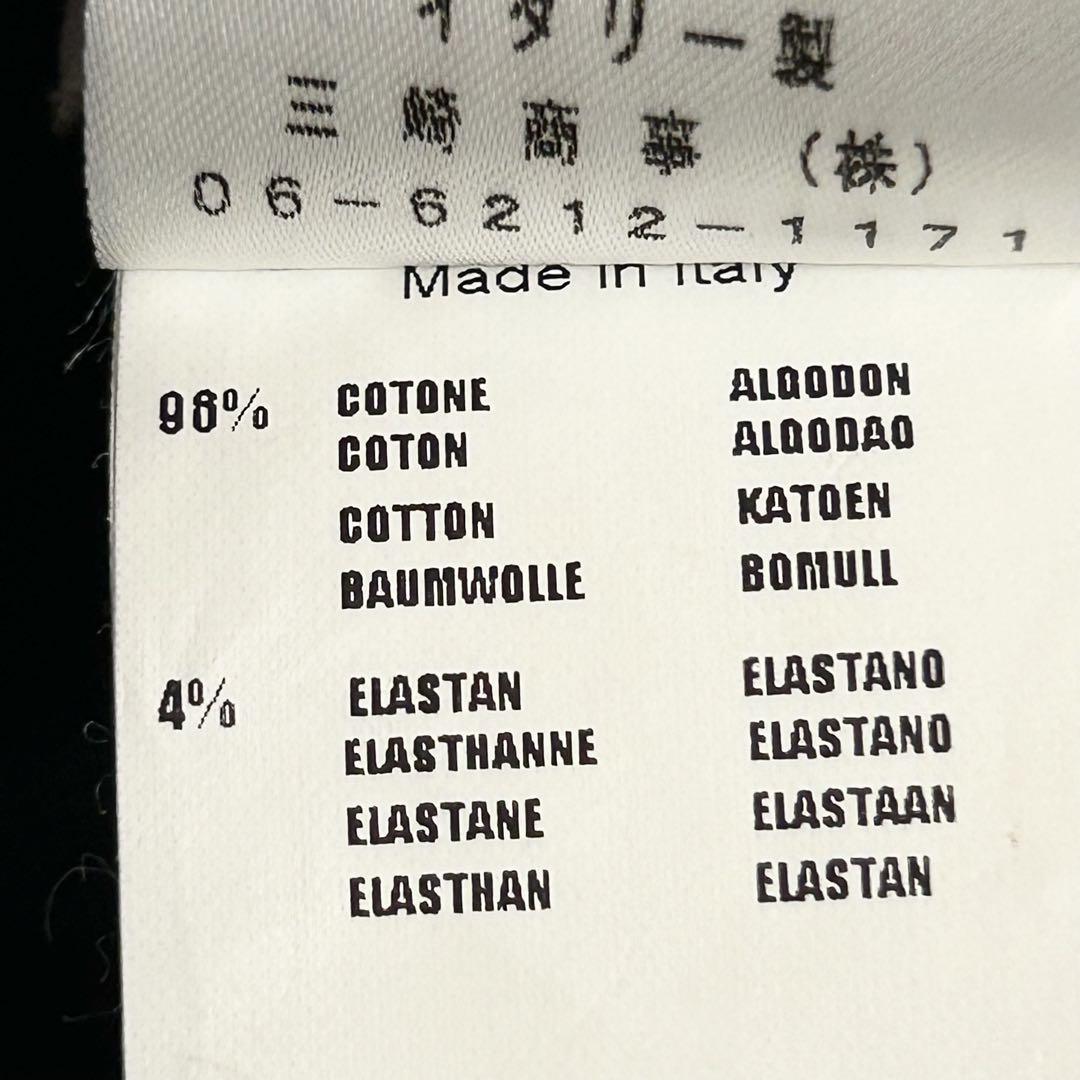 イタリー製
三崎商事（株）
06-6212-1171
Made in Italy
96% COTONE ALGODON
COTON ALGODAO
COTTON KATOEN
BAUMWOLLE BOMULL
4% ELASTAN ELASTANO
ELASTHANNE ELASTANO
ELASTANE ELASTAAN
ELASTHAN ELASTAN